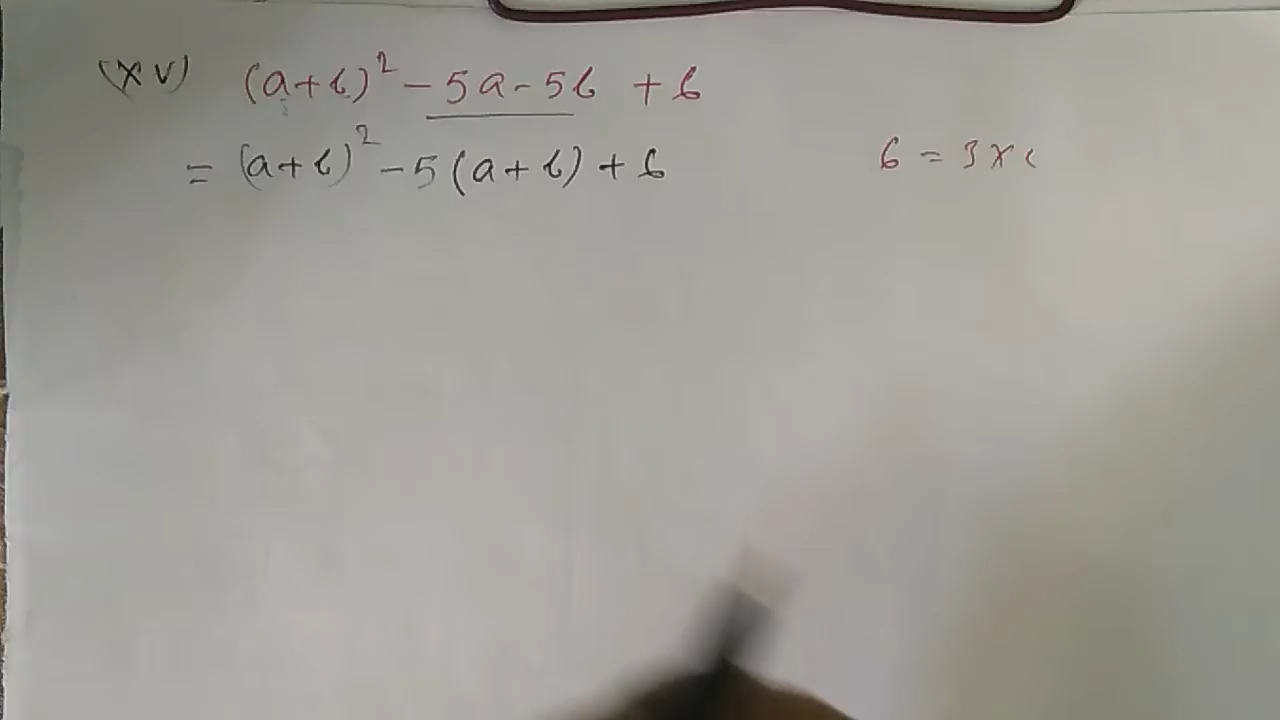 (xv) (a+b)² - 5a - 5b + 6
= (a+b)² - 5(a+b) + 6
6 = 3 ×